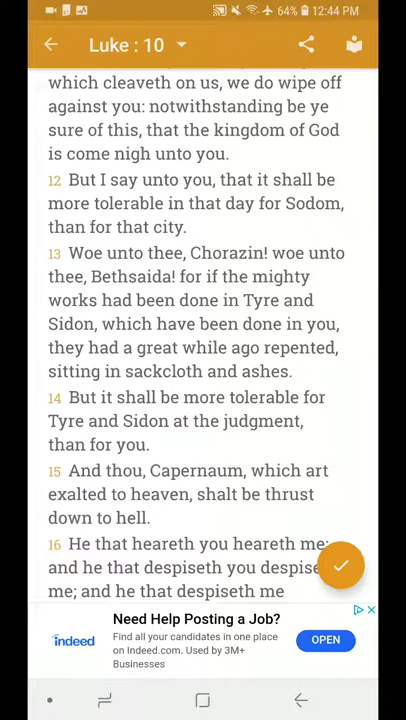 64% 12:44 PM
Luke : 10
which cleaveth on us, we do wipe off
against you: notwithstanding be ye
sure of this, that the kingdom of God
is come nigh unto you.
12 But I say unto you, that it shall be
more tolerable in that day for Sodom,
than for that city.
13 Woe unto thee, Chorazin! woe unto
thee, Bethsaida! for if the mighty
works had been done in Tyre and
Sidon, which have been done in you,
they had a great while ago repented,
sitting in sackcloth and ashes.
14 But it shall be more tolerable for
Tyre and Sidon at the judgment,
than for you.
15 And thou, Capernaum, which art
exalted to heaven, shalt be thrust
down to hell.
16 He that heareth you heareth me;
and he that despiseth you despise
me; and he that despiseth me
Need Help Posting a Job?
indeed
Find all your candidates in one place
on Indeed.com. Used by 3M+
Businesses
OPEN